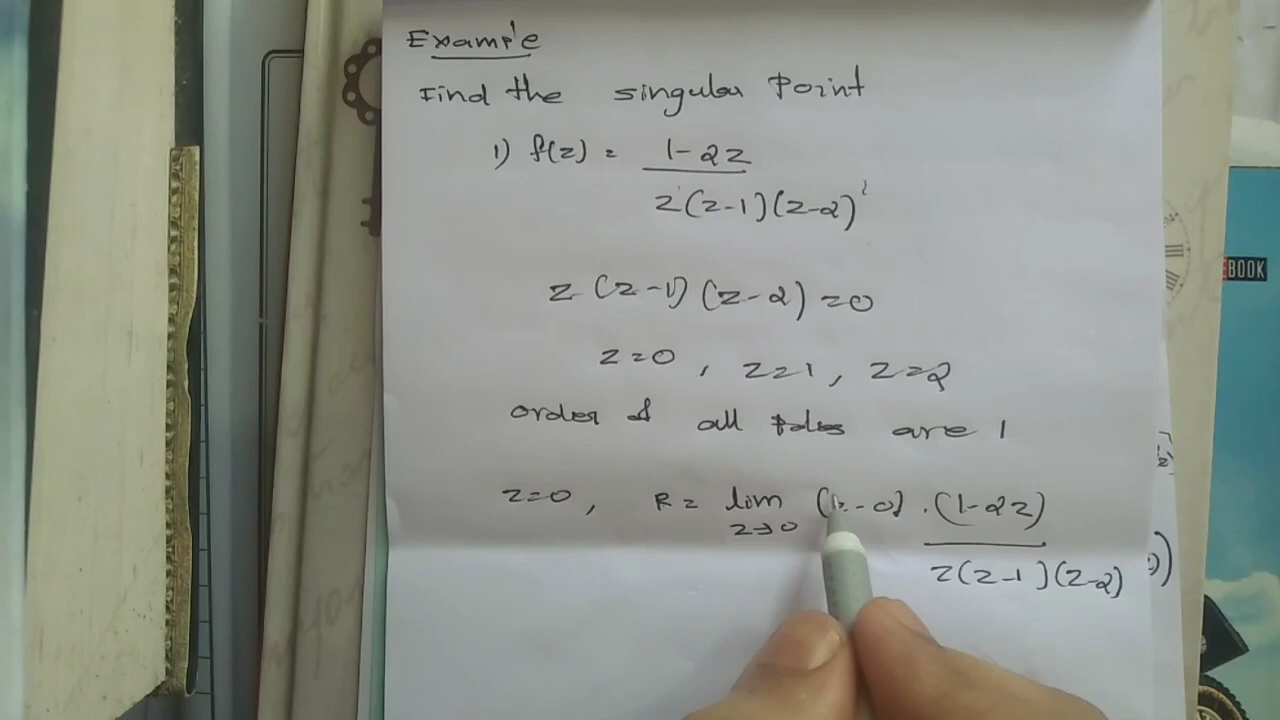 Example
Find the singular point
1) f(z) = 1-2z
z(z-1)(z-2)
z (z-1) (z-2) = 0
z=0 , z=1, z=2
order of all poles are 1
z=0, R = lim (z-0) . (1-2z)
z→0 z(z-1)(z-2)
BOOK